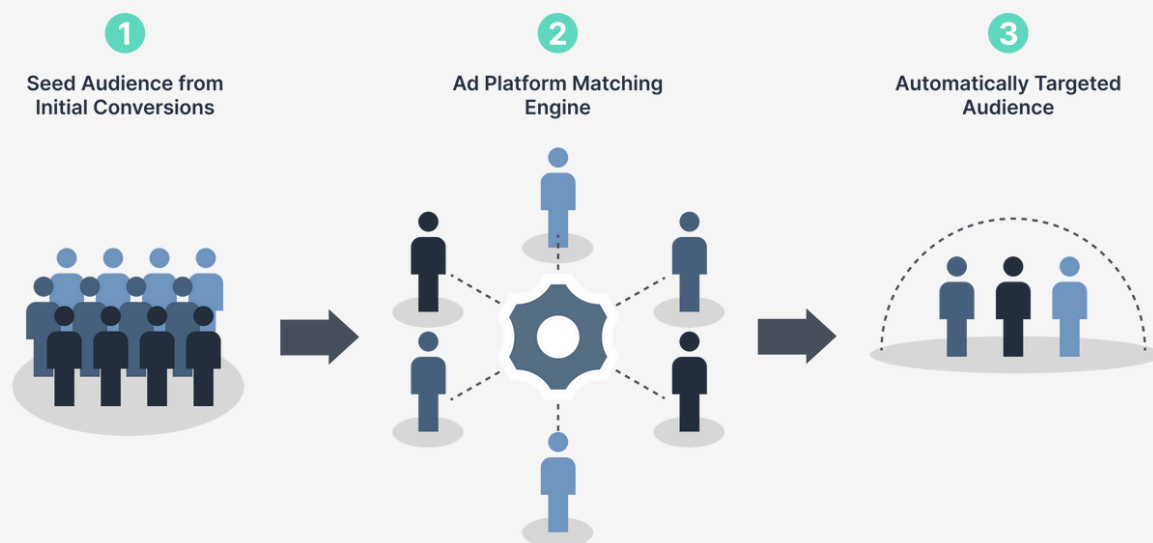 1
Seed Audience from
Initial Conversions
2
Ad Platform Matching
Engine
3
Automatically Targeted
Audience